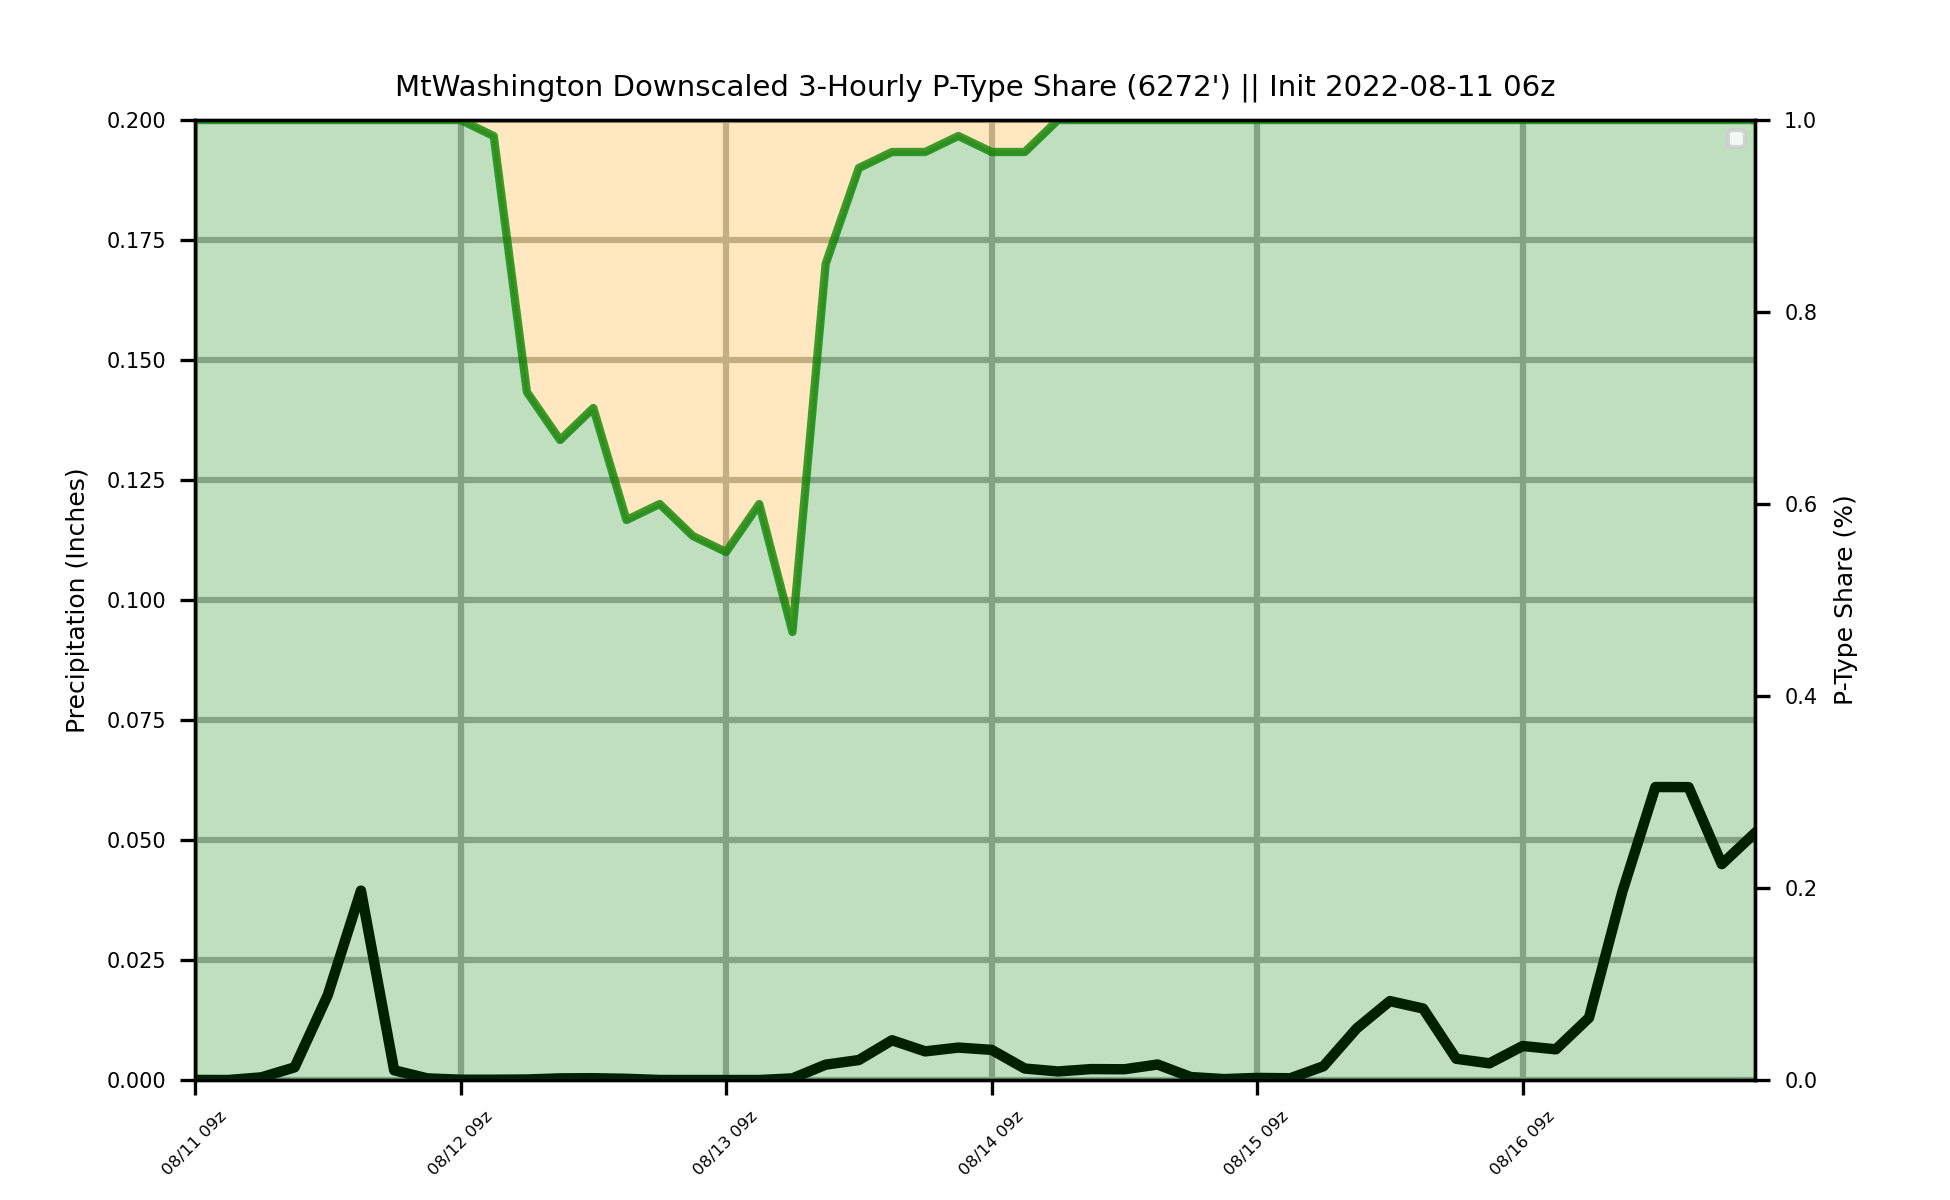 MtWashington Downscaled 3-Hourly P-Type Share (6272') || Init 2022-08-11 06z
Precipitation (Inches)
0.200
0.175
0.150
0.125
0.100
0.075
0.050
0.025
0.000
1.0
0.8
0.6
0.4
0.2
0.0
P-Type Share (%)
08/11 09z
08/12 09z
08/13 09z
08/14 09z
08/15 09z
08/16 09z